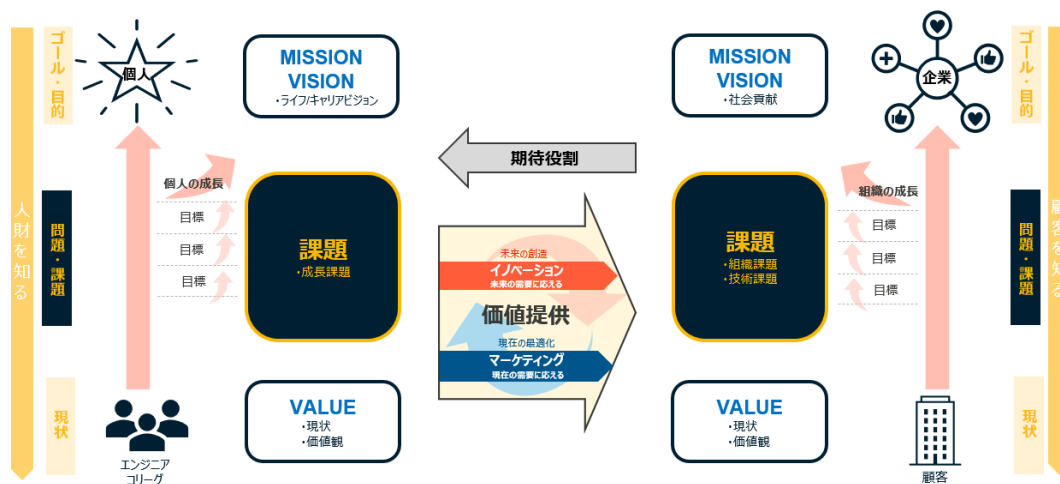 人財を知る
ゴール・目的
問題・課題
現状
個人
個人の成長
目標
目標
目標
エンジニア
コリーグ
MISSION
VISION
・ライフ/キャリアビジョン
課題
・成長課題
VALUE
・現状
・価値観
期待役割
未来の創造
イノベーション
未来の需要に応える
価値提供
現在の最適化
マーケティング
現在の需要に応える
MISSION
VISION
・社会貢献
課題
・組織課題
・技術課題
VALUE
・現状
・価値観
企業
組織の成長
目標
目標
目標
顧客
ゴール・目的
問題・課題
現状
顧客を知る